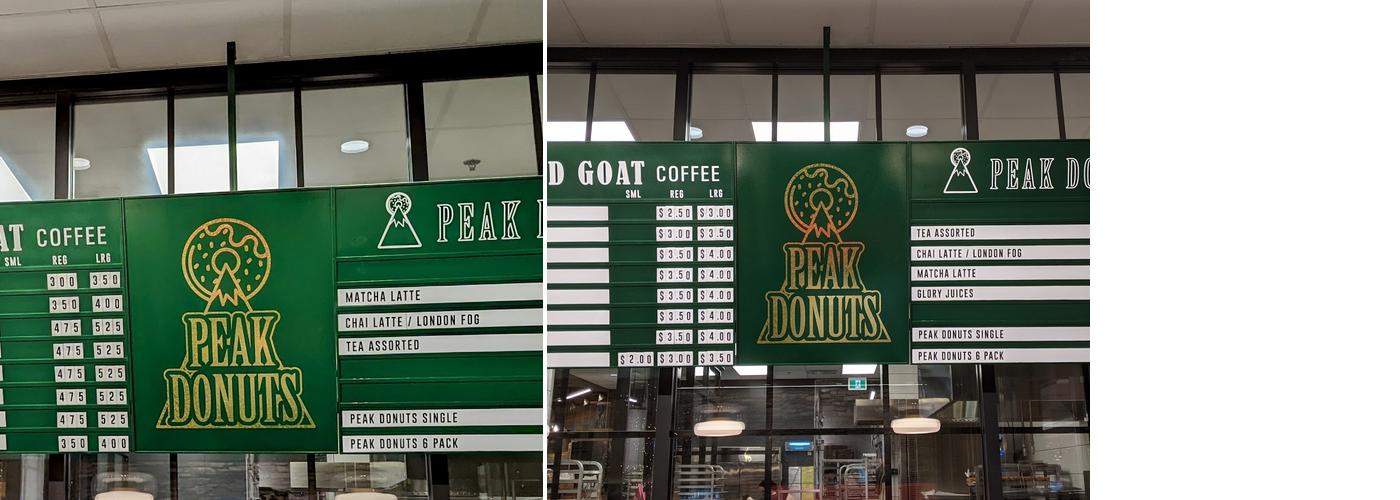 AT COFFEE
SML REG LRG
300 350
350 400
475 525
475 525
475 525
475 525
475 525
350 400
PEAK
DONUTS
PEAK
MATCHA LATTE
CHAI LATTE / LONDON FOG
TEA ASSORTED
PEAK DONUTS SINGLE
PEAK DONUTS 6 PACK
D GOAT COFFEE
SML REG LRG
$2.50 $3.00
$3.00 $3.50
$3.50 $4.00
$3.50 $4.00
$3.50 $4.00
$3.50 $4.00
$3.50 $4.00
$2.00 $3.00 $3.50
PEAK
DONUTS
PEAK DO
TEA ASSORTED
CHAI LATTE / LONDON FOG
MATCHA LATTE
GLORY JUICES
PEAK DONUTS SINGLE
PEAK DONUTS 6 PACK